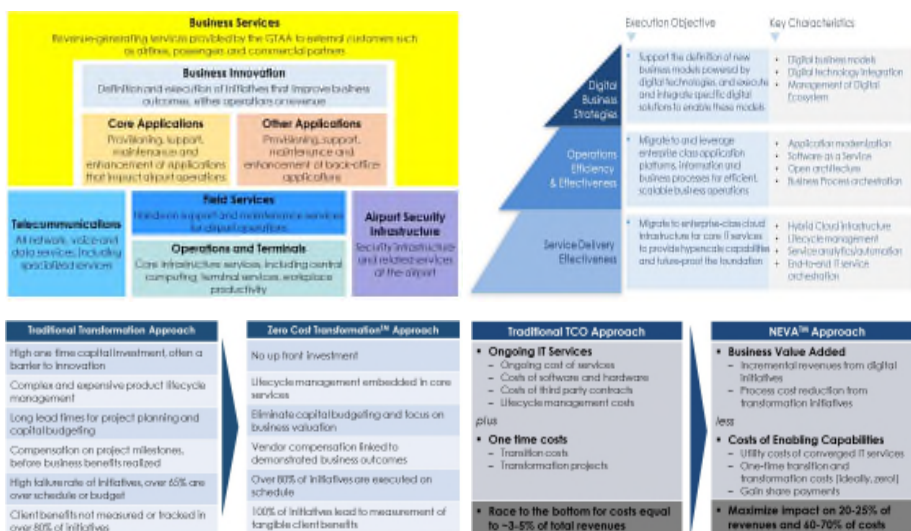 Business Services
Revenue-generating services provided by the GTAA to external customers such
as airlines, passengers and commercial partners
Business Innovation
Definition and execution of initiatives that improve business
outcomes, either operations or revenue
Core Applications
Provisioning, support,
maintenance and
enhancement of applications
that impact airport operations
Other Applications
Provisioning, support,
maintenance and
enhancement of back-office
applications
Telecommunications
All network, voice and
data services, including
specialized services
Field Services
Hands-on support and maintenance services
for airport operations
Operations and Terminals
Core infrastructure services, including central
computing, terminal services, workplace
productivity
Airport Security
Infrastructure
Security infrastructure
and related services
at the airport
Execution Objective
Key Characteristics
Digital
Business
Strategies
Support the definition of new
business models powered by
digital technologies, and execute
and integrate specific digital
solutions to enable these models
• Digital business models
• Digital technology integration
• Management of Digital
Ecosystem
Operations
Efficiency
& Effectiveness
Migrate to and leverage
enterprise class application
platforms, information and
business processes for efficient,
scalable business operations
• Application modernization
• Software as a Service
• Open architecture
• Business Process orchestration
Service Delivery
Effectiveness
Migrate to enterprise-class cloud
infrastructure for core IT services
to provide hyperscale capabilities
and future-proof the foundation
• Hybrid Cloud Infrastructure
• Lifecycle management
• Service analytics/automation
• End-to-end IT service
orchestration
Traditional Transformation Approach
High one time capital investment, often a
barrier to innovation
Complex and expensive product lifecycle
management
Long lead times for project planning and
capital budgeting
Compensation on project milestones,
before business benefits realized
High failure rate of initiatives, over 65% are
over schedule or budget
Client benefits not measured or tracked in
over 80% of initiatives
Zero Cost Transformation™ Approach
No up front investment
Lifecycle management embedded in core
services
Eliminate capital budgeting and focus on
business valuation
Vendor compensation linked to
demonstrated business outcomes
Over 80% of initiatives are executed on
schedule
100% of initiatives lead to measurement of
tangible client benefits
Traditional TCO Approach
• Ongoing IT Services
– Ongoing cost of services
– Costs of software and hardware
– Costs of third party contracts
– Lifecycle management costs
plus
• One time costs
– Transition costs
– Transformation projects
• Race to the bottom for costs equal
to ~3-5% of total revenues
NEVA™ Approach
• Business Value Added
– Incremental revenues from digital
initiatives
– Process cost reduction from
transformation initiatives
less
• Costs of Enabling Capabilities
– Utility costs of converged IT services
– One-time transition and
transformation costs (ideally, zero!)
– Gain share payments
• Maximize impact on 20-25% of
revenues and 60-70% of costs